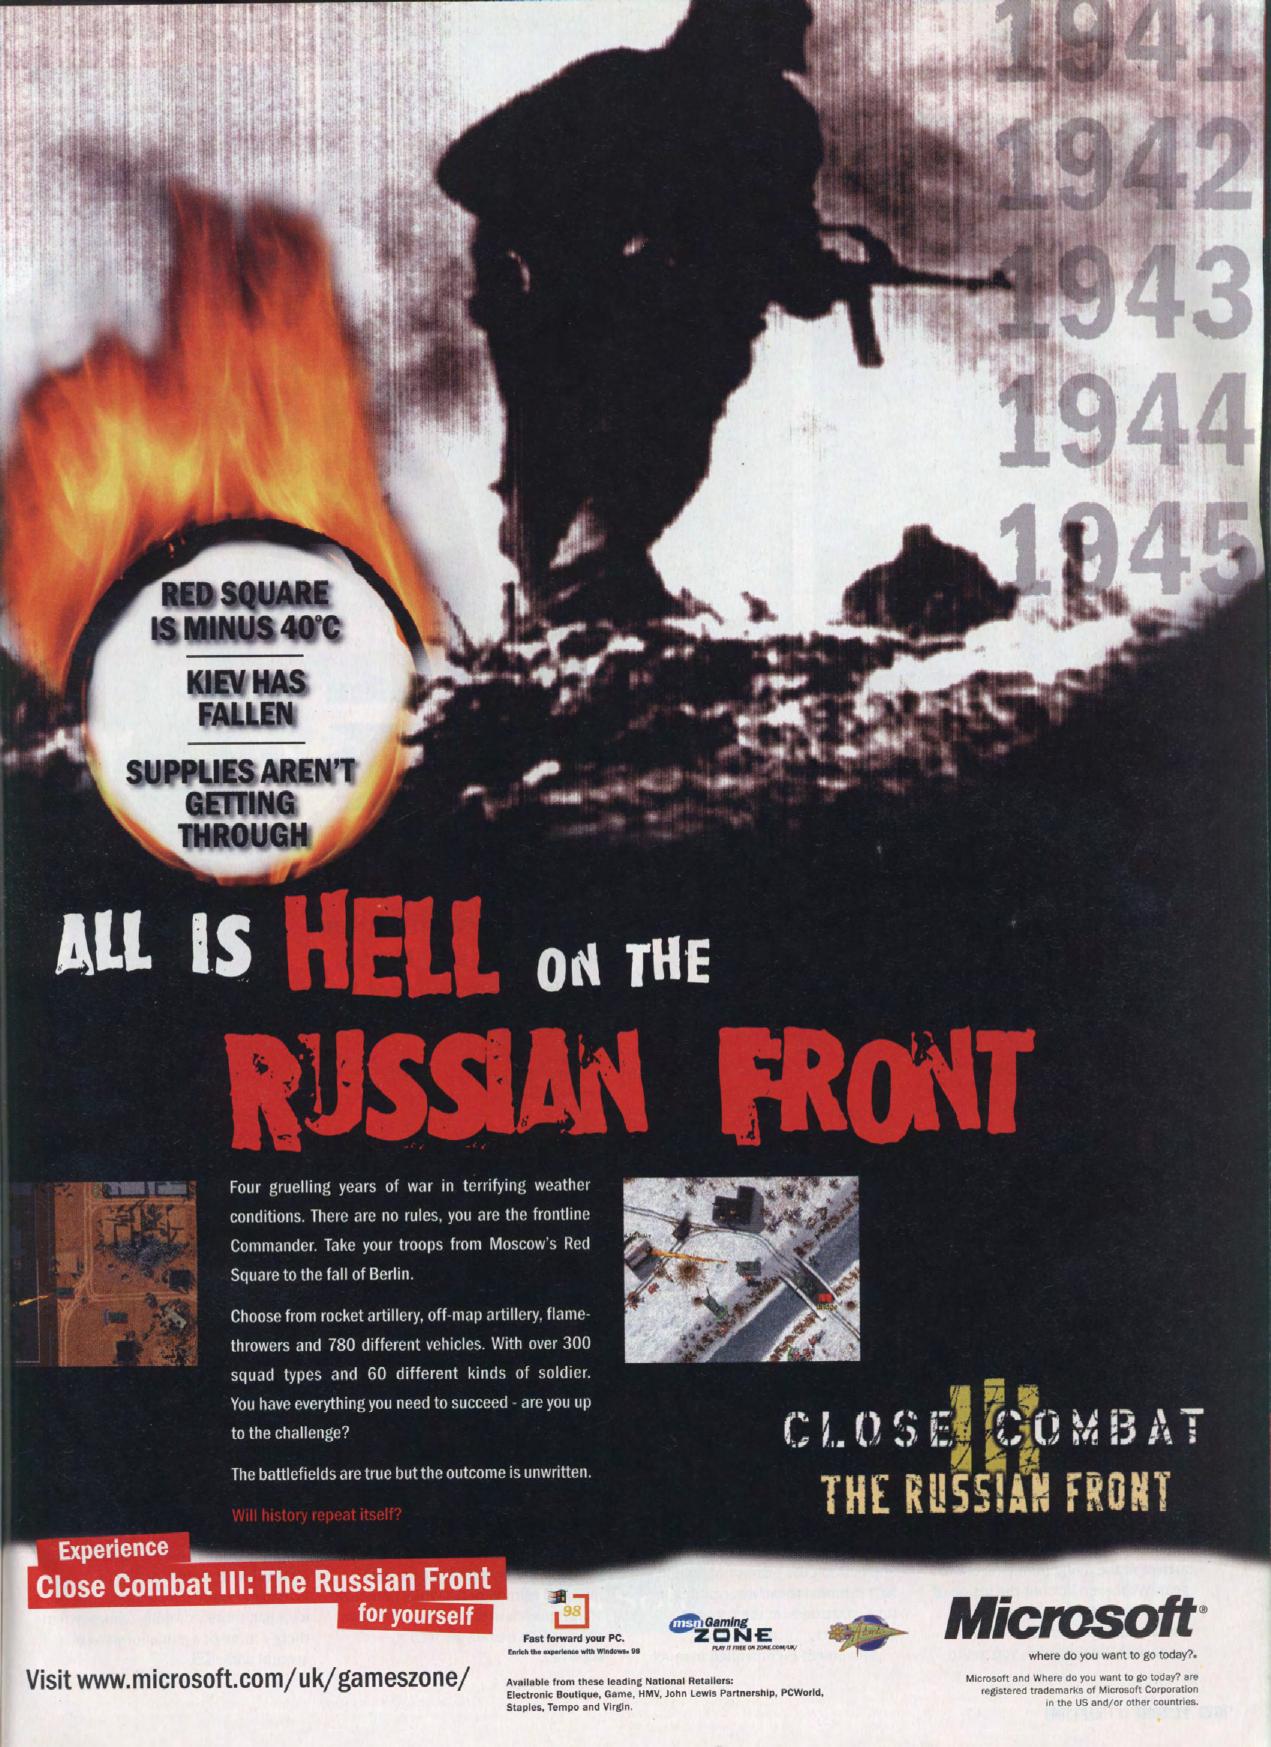 1941
1942
1943
1944
1945
RED SQUARE
IS MINUS 40°C
KIEV HAS
FALLEN
SUPPLIES AREN'T
GETTING
THROUGH
ALL IS HELL ON THE
RUSSIAN FRONT
Four gruelling years of war in terrifying weather
conditions. There are no rules, you are the frontline
Commander. Take your troops from Moscow's Red
Square to the fall of Berlin.
Choose from rocket artillery, off-map artillery, flame-
throwers and 780 different vehicles. With over 300
squad types and 60 different kinds of soldier.
You have everything you need to succeed - are you up
to the challenge?
The battlefields are true but the outcome is unwritten.
Will history repeat itself?
Bridge
CLOSE COMBAT
III
THE RUSSIAN FRONT
Experience
Close Combat III: The Russian Front
for yourself
Visit www.microsoft.com/uk/gameszone/
98
Fast forward your PC.
Enrich the experience with Windows 98
msn Gaming
ZONE
PLAY IT FREE ON ZONE.COM/UK/
Atomic
Available from these leading National Retailers:
Electronic Boutique, Game, HMV, John Lewis Partnership, PCWorld,
Staples, Tempo and Virgin.
Microsoft®
where do you want to go today?®
Microsoft and Where do you want to go today? are
registered trademarks of Microsoft Corporation
in the US and/or other countries.